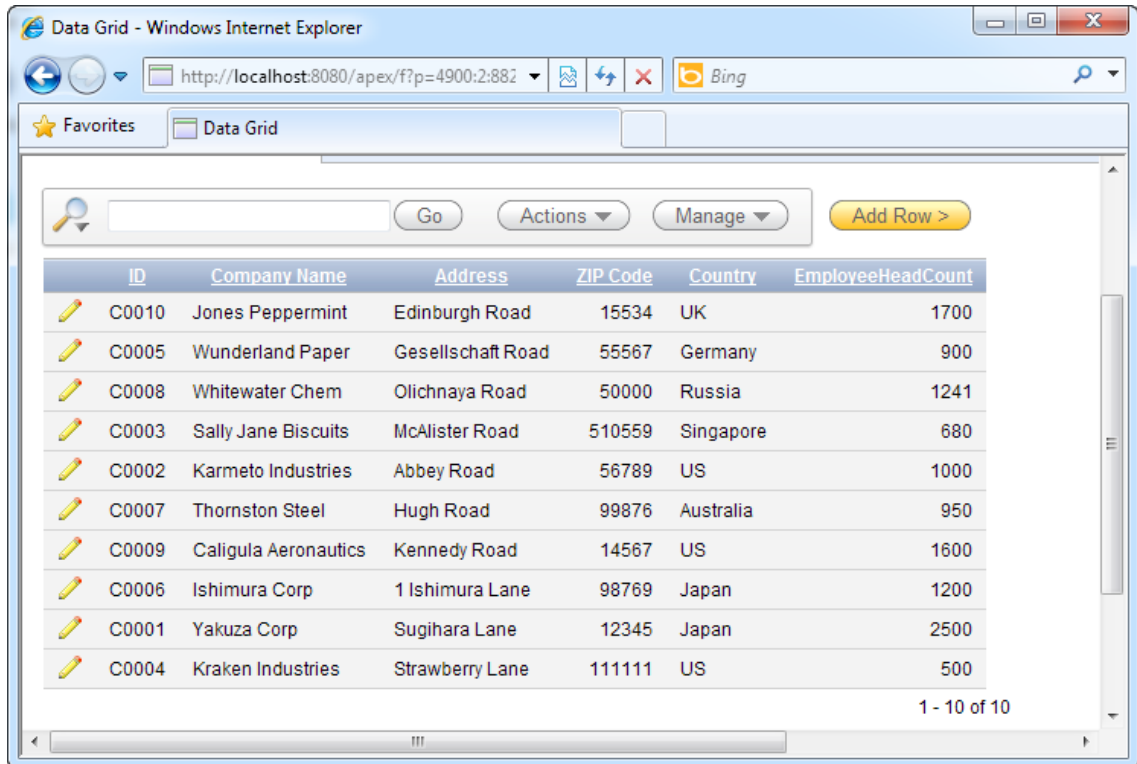 Data Grid - Windows Internet Explorer
http://localhost:8080/apex/f?p=4900:2:882 Bing
Favorites Data Grid
Go Actions Manage Add Row >
ID Company Name Address ZIP Code Country EmployeeHeadCount
C0010 Jones Peppermint Edinburgh Road 15534 UK 1700
C0005 Wunderland Paper Gesellschaft Road 55567 Germany 900
C0008 Whitewater Chem Olichnaya Road 50000 Russia 1241
C0003 Sally Jane Biscuits McAlister Road 510559 Singapore 680
C0002 Karmeto Industries Abbey Road 56789 US 1000
C0007 Thornston Steel Hugh Road 99876 Australia 950
C0009 Caligula Aeronautics Kennedy Road 14567 US 1600
C0006 Ishimura Corp 1 Ishimura Lane 98769 Japan 1200
C0001 Yakuza Corp Sugihara Lane 12345 Japan 2500
C0004 Kraken Industries Strawberry Lane 111111 US 500
1 - 10 of 10